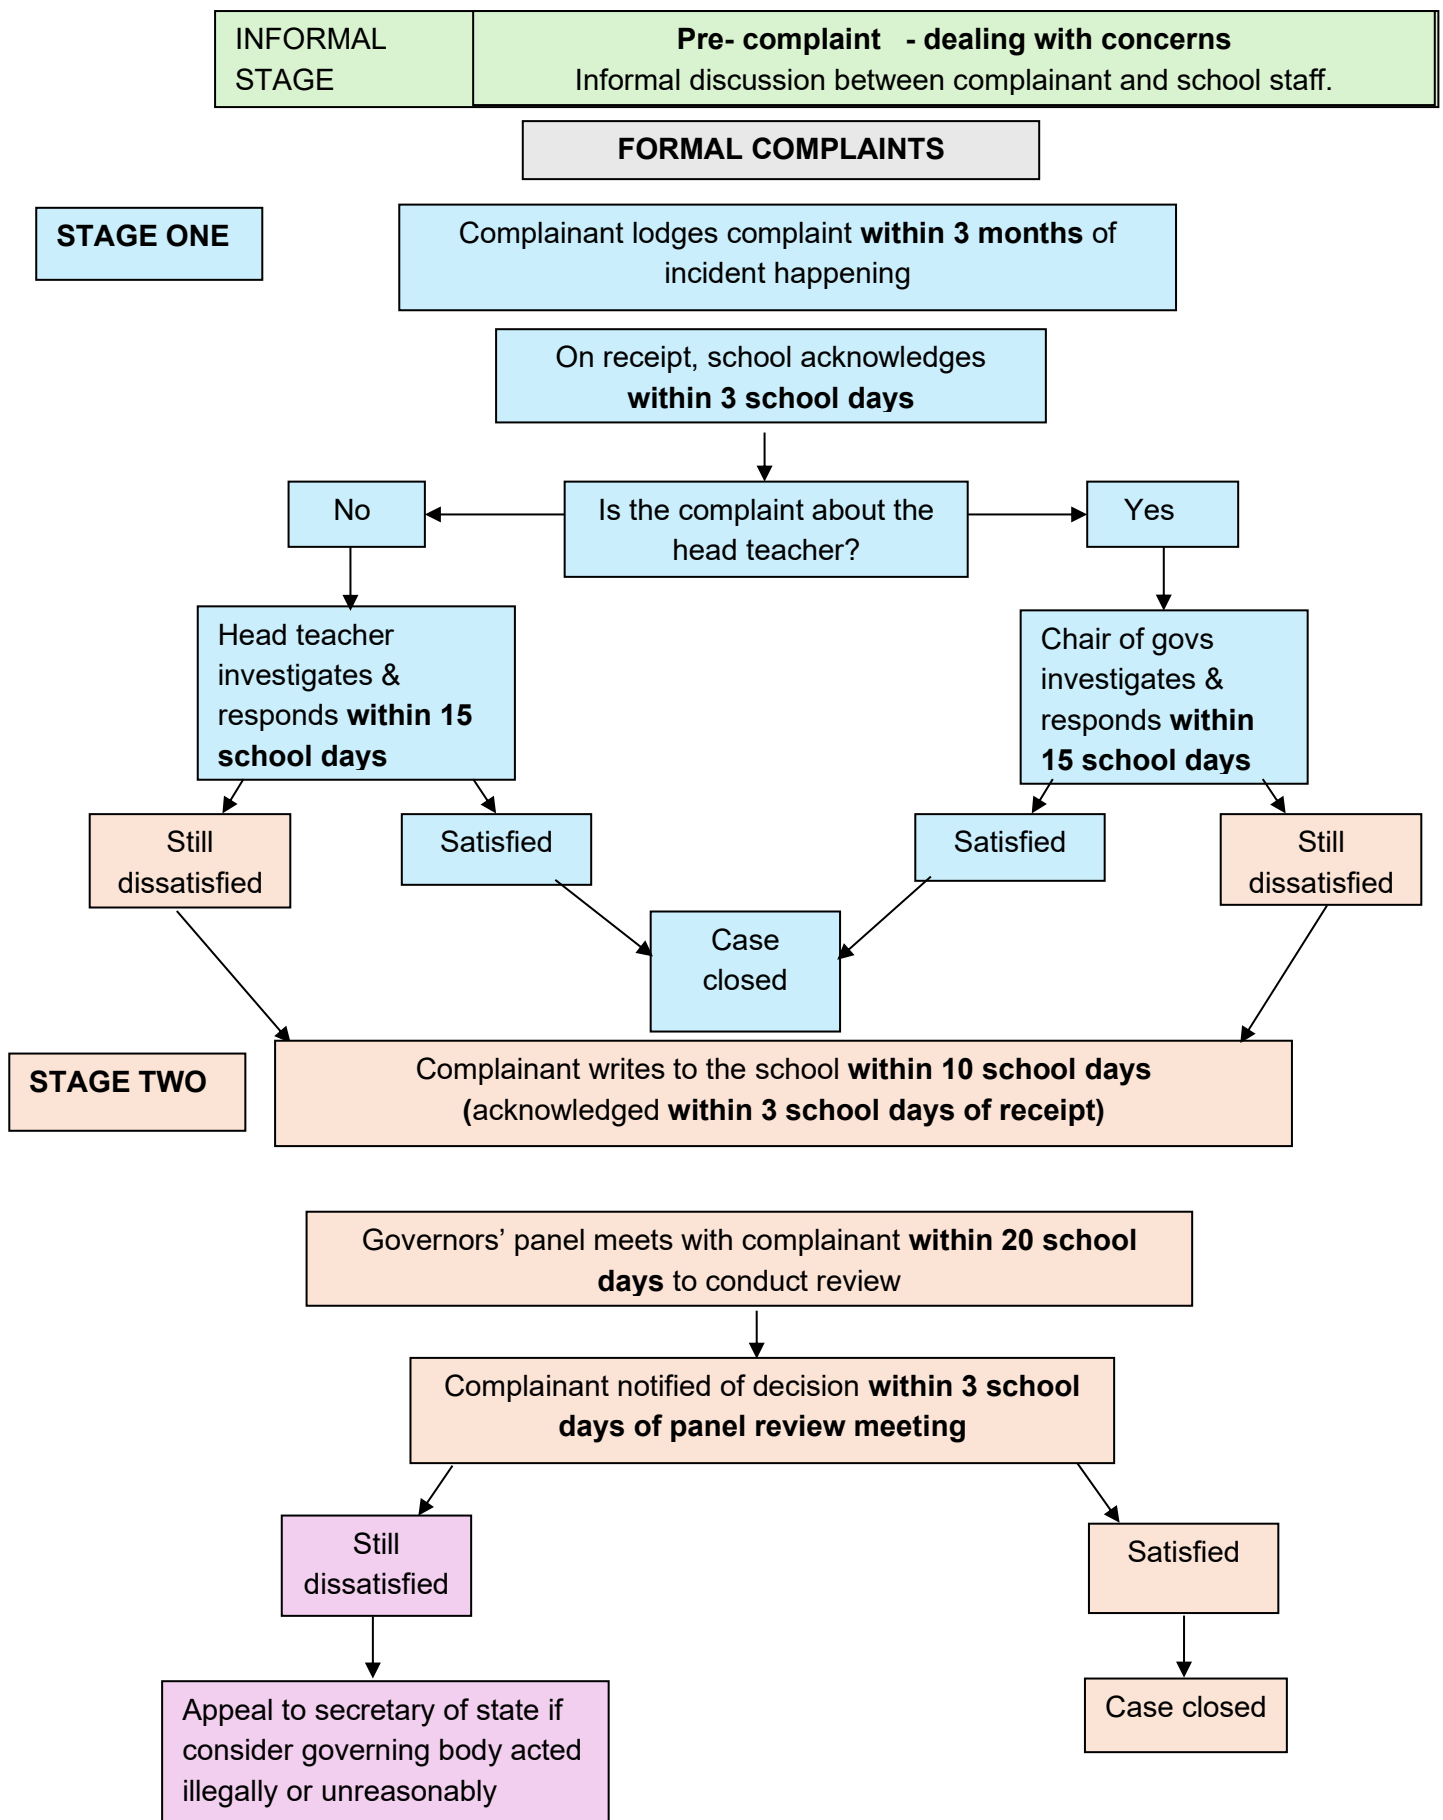 INFORMAL
STAGE
Pre- complaint   - dealing with concerns
Informal discussion between complainant and school staff.
FORMAL COMPLAINTS
STAGE ONE
Complainant lodges complaint within 3 months of
incident happening
On receipt, school acknowledges
within 3 school days
No
Is the complaint about the
head teacher?
Yes
Head teacher
investigates &
responds within 15
school days
Chair of govs
investigates &
responds within
15 school days
Still
dissatisfied
Satisfied
Satisfied
Still
dissatisfied
Case
closed
STAGE TWO
Complainant writes to the school within 10 school days
(acknowledged within 3 school days of receipt)
Governors’ panel meets with complainant within 20 school
days to conduct review
Complainant notified of decision within 3 school
days of panel review meeting
Still
dissatisfied
Satisfied
Appeal to secretary of state if
consider governing body acted
illegally or unreasonably
Case closed